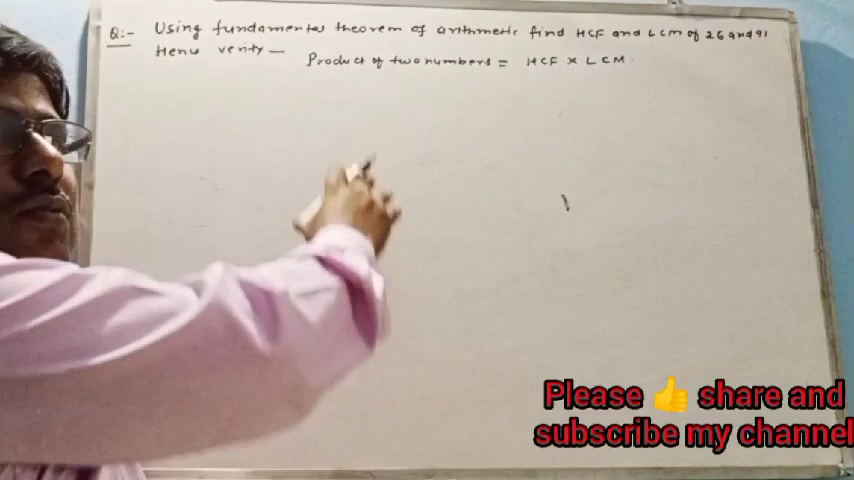 Q:- Using fundamental theorem of arithmetic find HCF and LCM of 26 and 91
Hence verify —
Product of two numbers = HCF × LCM.
Please 👍 share and
subscribe my channel